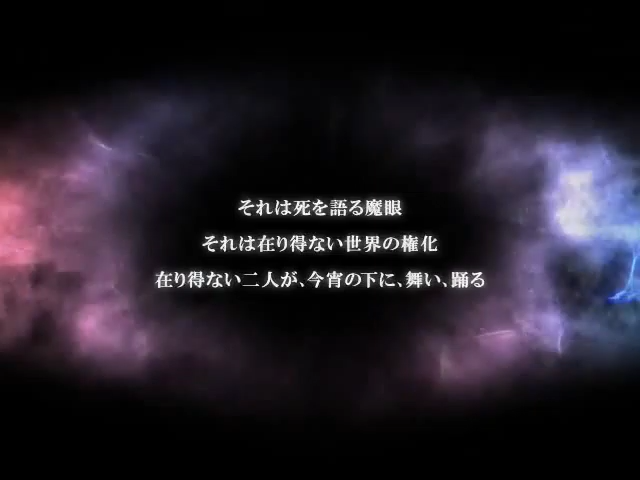 それは死を語る魔眼
それは在り得ない世界の権化
在り得ない二人が、今宵の下に、舞い、踊る